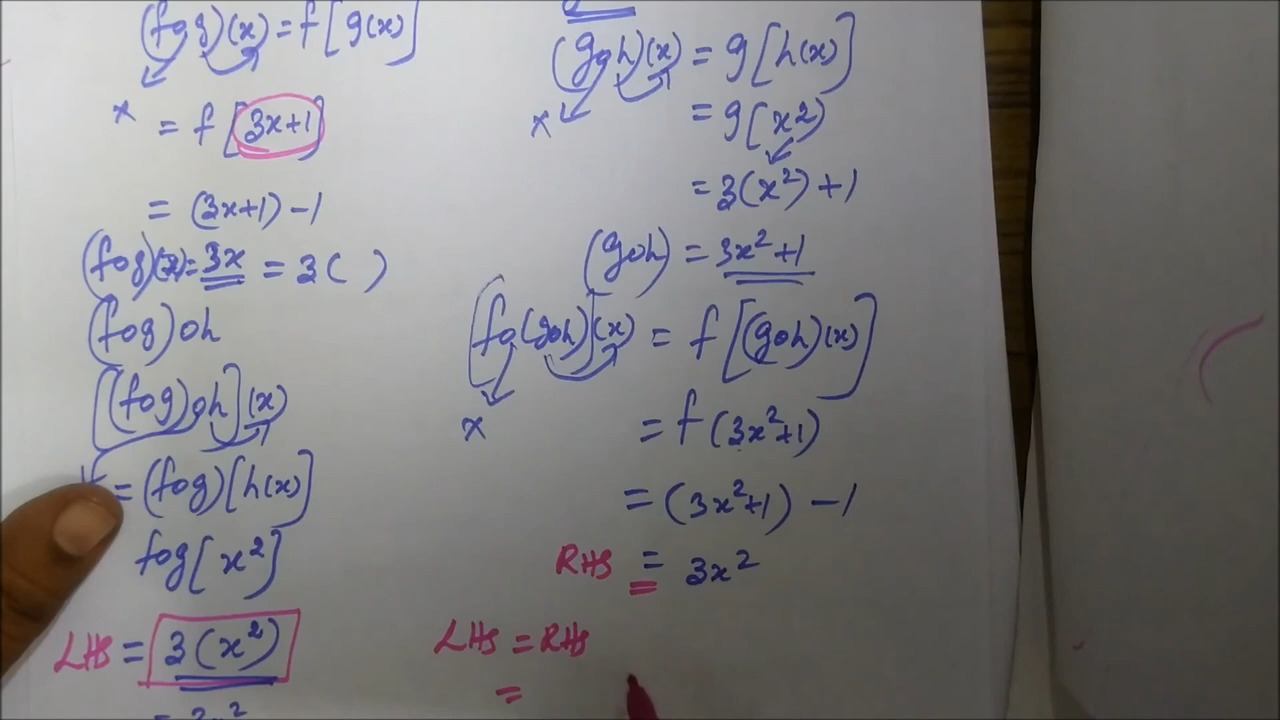 (fog)(x) = f[g(x)]
x
= f[3x+1]
= (3x+1) - 1
(fog)(x) = 3x = 3( )
(fog)oh
[(fog)oh](x)
= (fog)[h(x)]
fog[x²]
LHS = 3(x²)
(goh)(x) = g[h(x)]
x
= g(x²)
= 3(x²) + 1
(goh) = 3x² + 1
[fo(goh)](x) = f[(goh)(x)]
x
= f(3x²+1)
= (3x²+1) - 1
RHS = 3x²
LHS = RHS
=